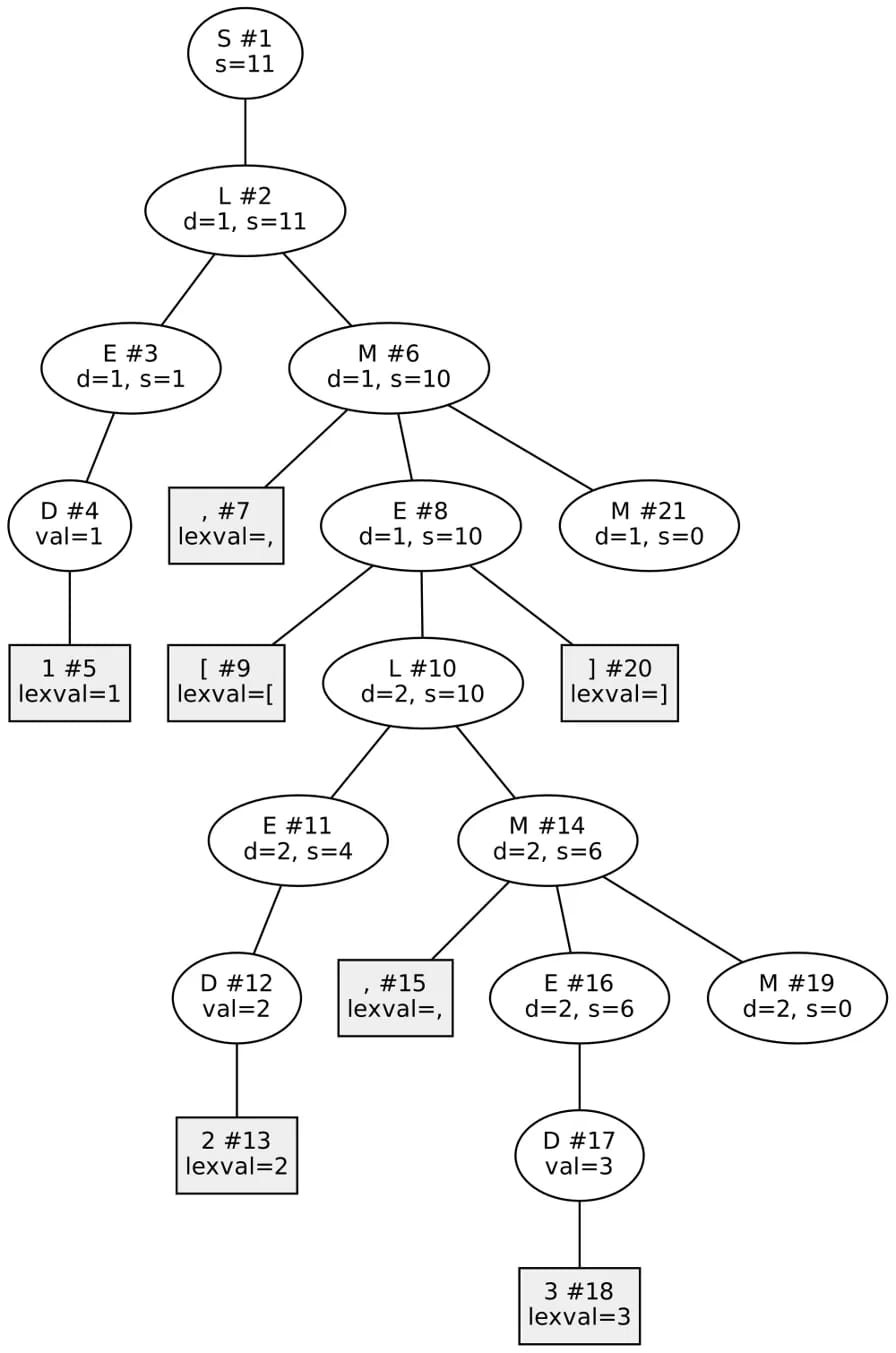 S #1
s=11
L #2
d=1, s=11
E #3
d=1, s=1
M #6
d=1, s=10
D #4
val=1
, #7
lexval=,
E #8
d=1, s=10
M #21
d=1, s=0
1 #5
lexval=1
[ #9
lexval=[
L #10
d=2, s=10
] #20
lexval=]
E #11
d=2, s=4
M #14
d=2, s=6
D #12
val=2
, #15
lexval=,
E #16
d=2, s=6
M #19
d=2, s=0
2 #13
lexval=2
D #17
val=3
3 #18
lexval=3